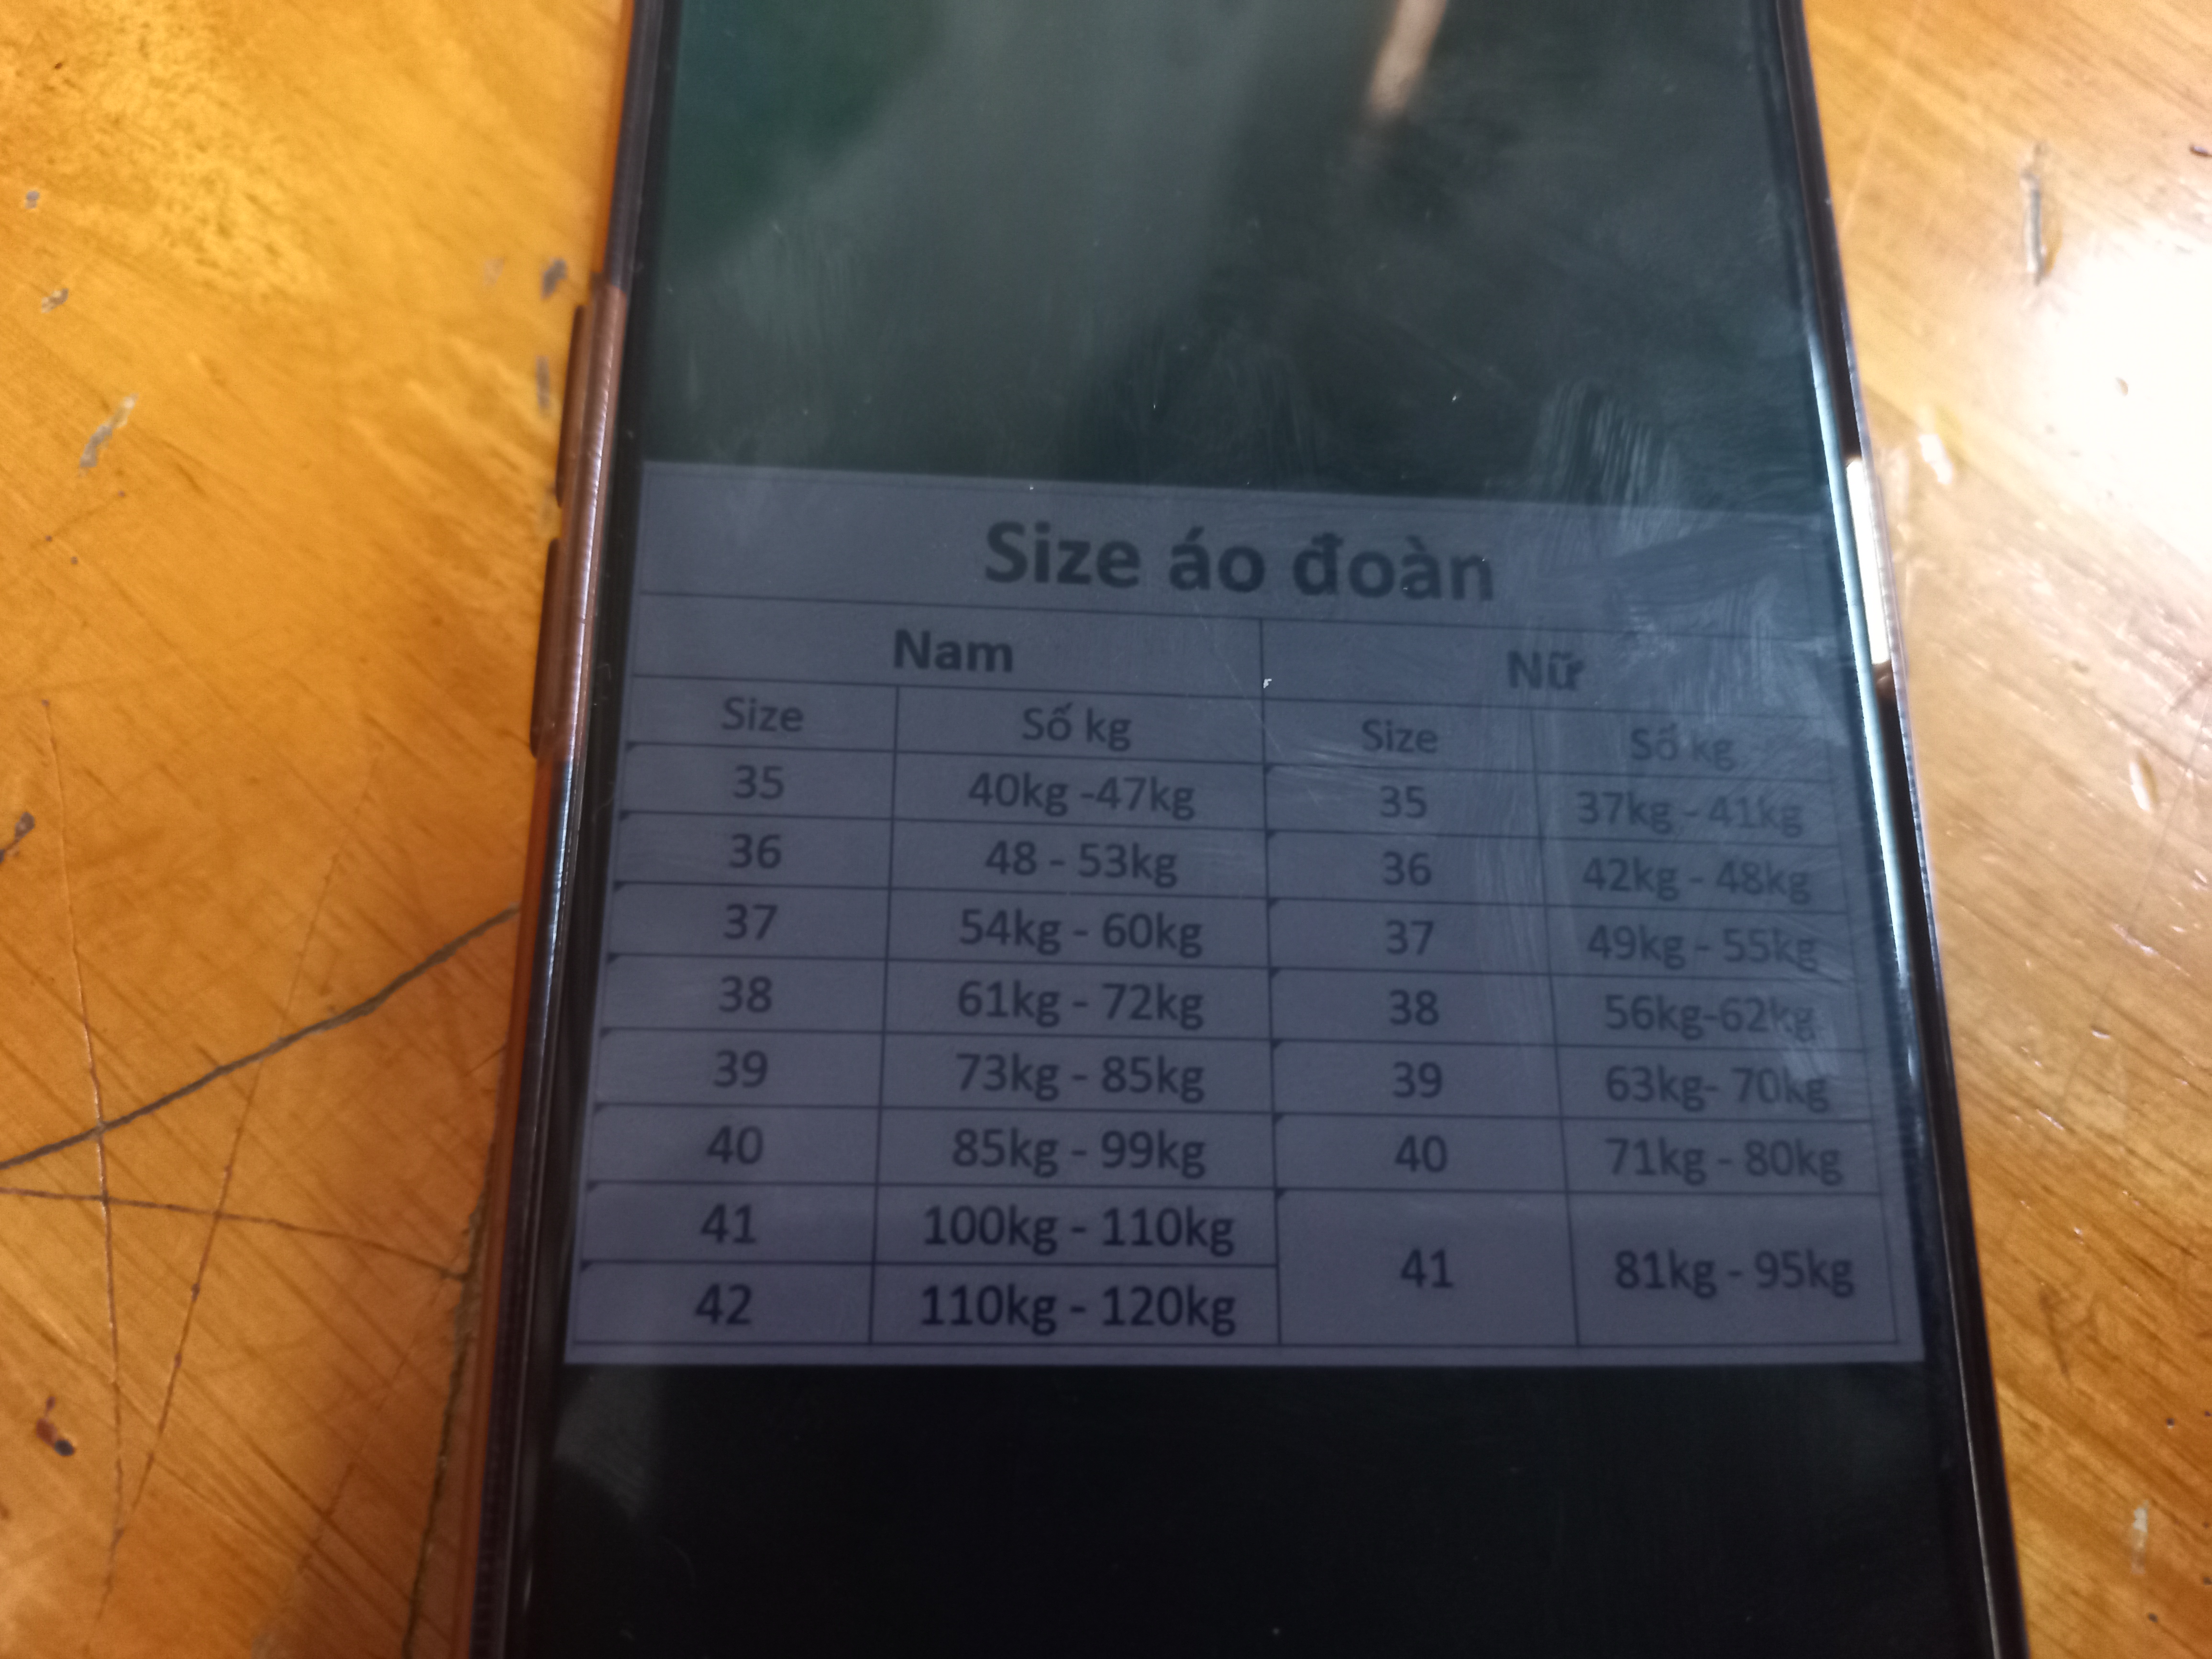 Size áo đoàn
Nam Nữ
Size Số kg Size Số kg
35 40kg -47kg 35 37kg - 41kg
36 48 - 53kg 36 42kg - 48kg
37 54kg - 60kg 37 49kg - 55kg
38 61kg - 72kg 38 56kg-62kg
39 73kg - 85kg 39 63kg- 70kg
40 85kg - 99kg 40 71kg - 80kg
41 100kg - 110kg 41 81kg - 95kg
42 110kg - 120kg